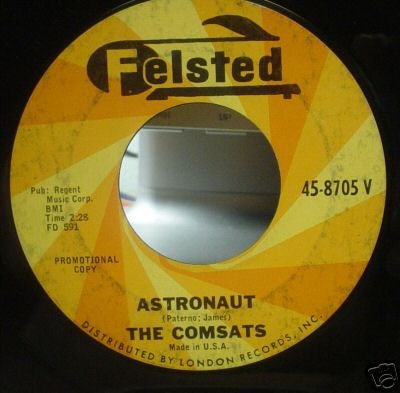 Felsted
Pub: Regent
Music Corp.
BMI
Time 2:28
FD 591
45-8705 V
PROMOTIONAL
COPY
ASTRONAUT
(Paterno; James)
THE COMSATS
Made in U.S.A.
DISTRIBUTED BY LONDON RECORDS, INC.